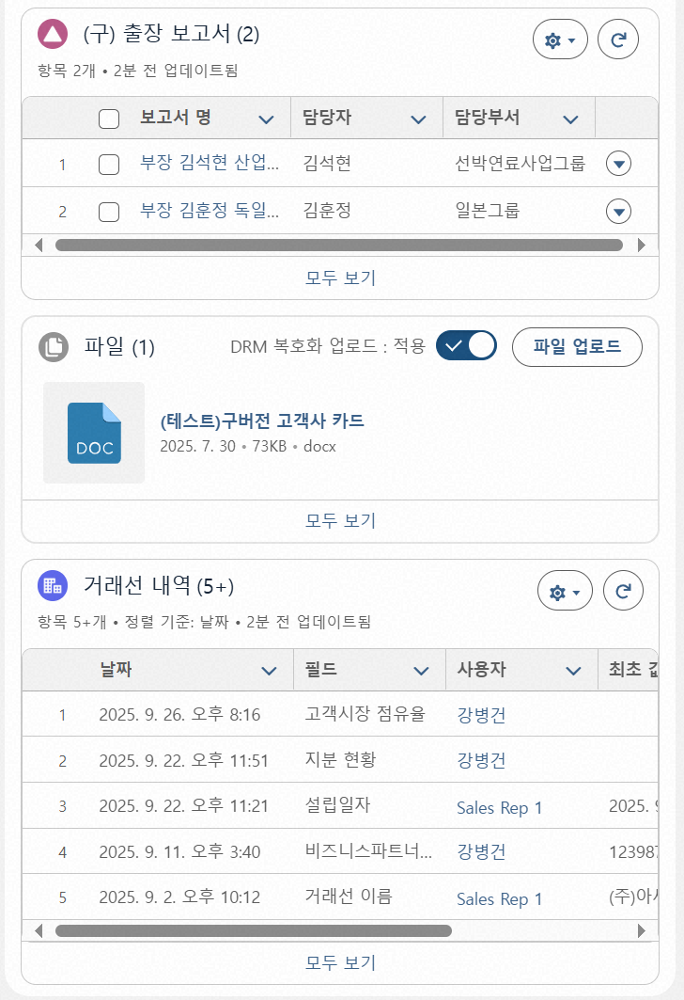 (구) 출장 보고서 (2)
항목 2개 • 2분 전 업데이트됨
보고서 명 담당자 담당부서
1 부장 김석현 산업... 김석현 선박연료사업그룹
2 부장 김훈정 독일... 김훈정 일본그룹
모두 보기
파일 (1) DRM 복호화 업로드 : 적용 파일 업로드
DOC
(테스트)구버전 고객사 카드
2025. 7. 30 • 73KB • docx
모두 보기
거래선 내역 (5+)
항목 5+개 • 정렬 기준: 날짜 • 2분 전 업데이트됨
날짜 필드 사용자 최초
1 2025. 9. 26. 오후 8:16 고객시장 점유율 강병건
2 2025. 9. 22. 오후 11:51 지분 현황 강병건
3 2025. 9. 22. 오후 11:21 설립일자 Sales Rep 1 2025.
4 2025. 9. 11. 오후 3:40 비즈니스파트너... 강병건 12398
5 2025. 9. 2. 오후 10:12 거래선 이름 Sales Rep 1 (주)아
모두 보기